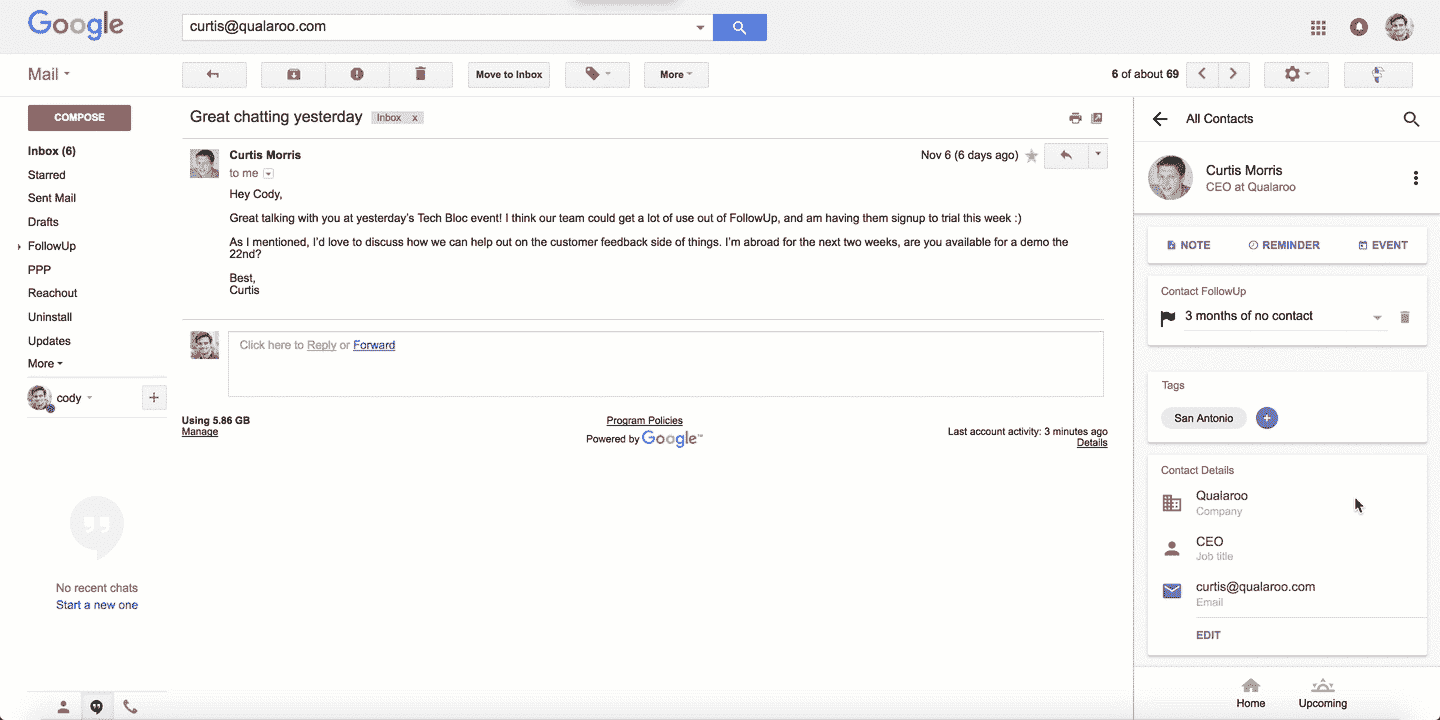 Google
curtis@qualaroo.com
Mail
Move to Inbox
More
6 of about 69
COMPOSE
Inbox (6)
Starred
Sent Mail
Drafts
FollowUp
PPP
Reachout
Uninstall
Updates
More
cody
+
No recent chats
Start a new one
Great chatting yesterday
Inbox x
Curtis Morris
Nov 6 (6 days ago)
to me
Hey Cody,
Great talking with you at yesterday's Tech Bloc event! I think our team could get a lot of use out of FollowUp, and am having them signup to trial this week :)
As I mentioned, I'd love to discuss how we can help out on the customer feedback side of things. I'm abroad for the next two weeks, are you available for a demo the
22nd?
Best,
Curtis
Click here to Reply or Forward
Using 5.86 GB
Manage
Program Policies
Powered by Google™
Last account activity: 3 minutes ago
Details
All Contacts
Curtis Morris
CEO at Qualaroo
NOTE
REMINDER
EVENT
Contact FollowUp
3 months of no contact
Tags
San Antonio
+
Contact Details
Qualaroo
Company
CEO
Job title
curtis@qualaroo.com
Email
EDIT
Home
Upcoming